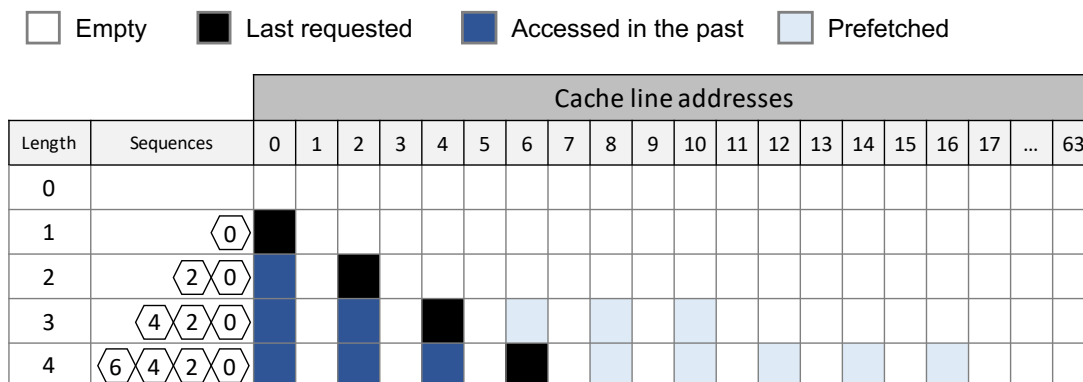 Empty Last requested Accessed in the past Prefetched
Cache line addresses
Length Sequences 0 1 2 3 4 5 6 7 8 9 10 11 12 13 14 15 16 17 ... 63
0
1 0
2 2 0
3 4 2 0
4 6 4 2 0